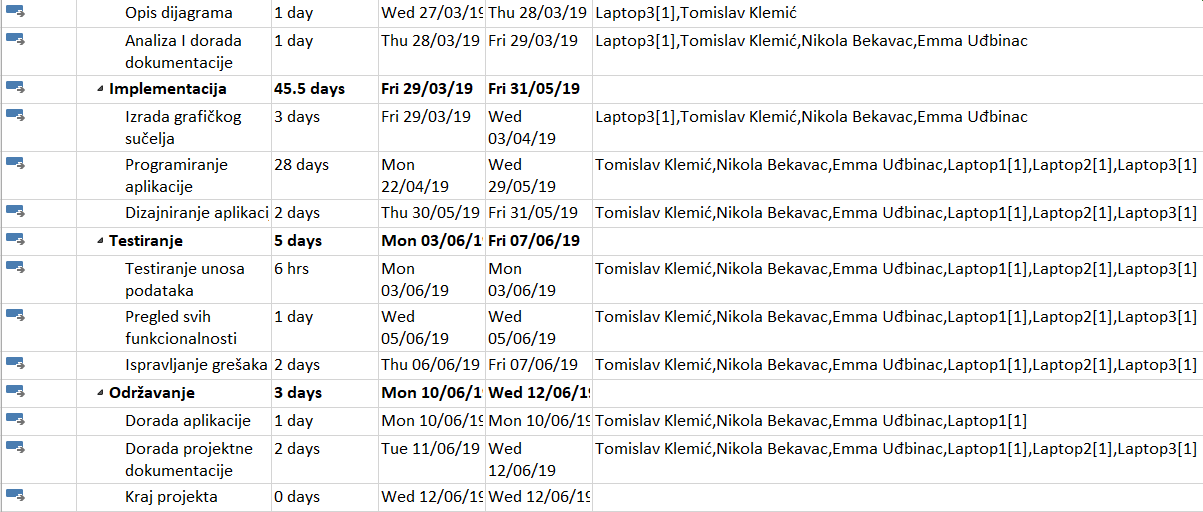 Opis dijagrama 1 day Wed 27/03/19 Thu 28/03/19 Laptop3[1],Tomislav Klemić
Analiza I dorada 1 day Thu 28/03/19 Fri 29/03/19 Laptop3[1],Tomislav Klemić,Nikola Bekavac,Emma Uđbinac
dokumentacije
Implementacija 45.5 days Fri 29/03/19 Fri 31/05/19
Izrada grafičkog 3 days Fri 29/03/19 Wed Laptop3[1],Tomislav Klemić,Nikola Bekavac,Emma Uđbinac
sučelja 03/04/19
Programiranje 28 days Mon Wed Tomislav Klemić,Nikola Bekavac,Emma Uđbinac,Laptop1[1],Laptop2[1],Laptop3[1]
aplikacije 22/04/19 29/05/19
Dizajniranje aplikaci 2 days Thu 30/05/19 Fri 31/05/19 Tomislav Klemić,Nikola Bekavac,Emma Uđbinac,Laptop1[1],Laptop2[1],Laptop3[1]
Testiranje 5 days Mon 03/06/1 Fri 07/06/19
Testiranje unosa 6 hrs Mon Mon Tomislav Klemić,Nikola Bekavac,Emma Uđbinac,Laptop1[1],Laptop2[1],Laptop3[1]
podataka 03/06/19 03/06/19
Pregled svih 1 day Wed Wed Tomislav Klemić,Nikola Bekavac,Emma Uđbinac,Laptop1[1],Laptop2[1],Laptop3[1]
funkcionalnosti 05/06/19 05/06/19
Ispravljanje grešaka 2 days Thu 06/06/19 Fri 07/06/19 Tomislav Klemić,Nikola Bekavac,Emma Uđbinac,Laptop1[1],Laptop2[1],Laptop3[1]
Održavanje 3 days Mon 10/06/1 Wed 12/06/1
Dorada aplikacije 1 day Mon 10/06/19 Mon 10/06/19 Tomislav Klemić,Nikola Bekavac,Emma Uđbinac,Laptop1[1]
Dorada projektne 2 days Tue 11/06/19 Wed Tomislav Klemić,Nikola Bekavac,Emma Uđbinac,Laptop1[1],Laptop2[1],Laptop3[1]
dokumentacije 12/06/19
Kraj projekta 0 days Wed 12/06/19 Wed 12/06/19